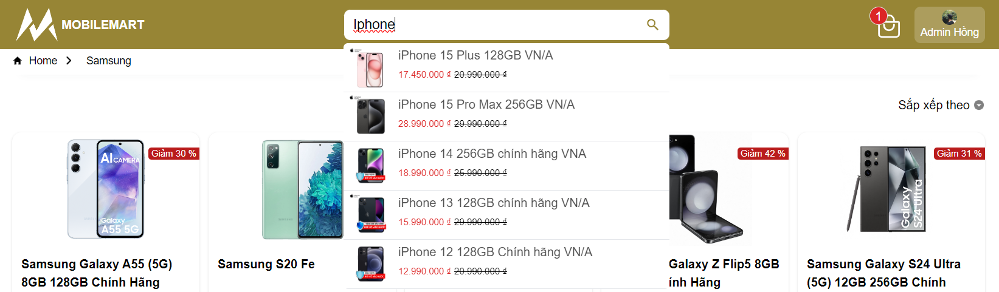 MOBILEMART
Iphone
1
Admin Hồng
Home
Samsung
iPhone 15 Plus 128GB VN/A
17.450.000 ₫ 20.990.000 ₫
iPhone 15 Pro Max 256GB VN/A
28.990.000 ₫ 29.990.000 ₫
iPhone 14 256GB chính hãng VNA
18.990.000 ₫ 25.990.000 ₫
iPhone 13 128GB chính hãng VN/A
15.990.000 ₫ 29.990.000 ₫
iPhone 12 128GB Chính hãng VN/A
12.990.000 ₫ 20.990.000 ₫
Sắp xếp theo
Giảm 30 %
AI CAMERA
Galaxy
A55 5G
Samsung Galaxy A55 (5G)
8GB 128GB Chính Hãng
Samsung S20 Fe
Giảm 42 %
Galaxy Z Flip5 8GB
ính Hãng
Giảm 31 %
Galaxy
S24 Ultra
Samsung Galaxy S24 Ultra
(5G) 12GB 256GB Chính